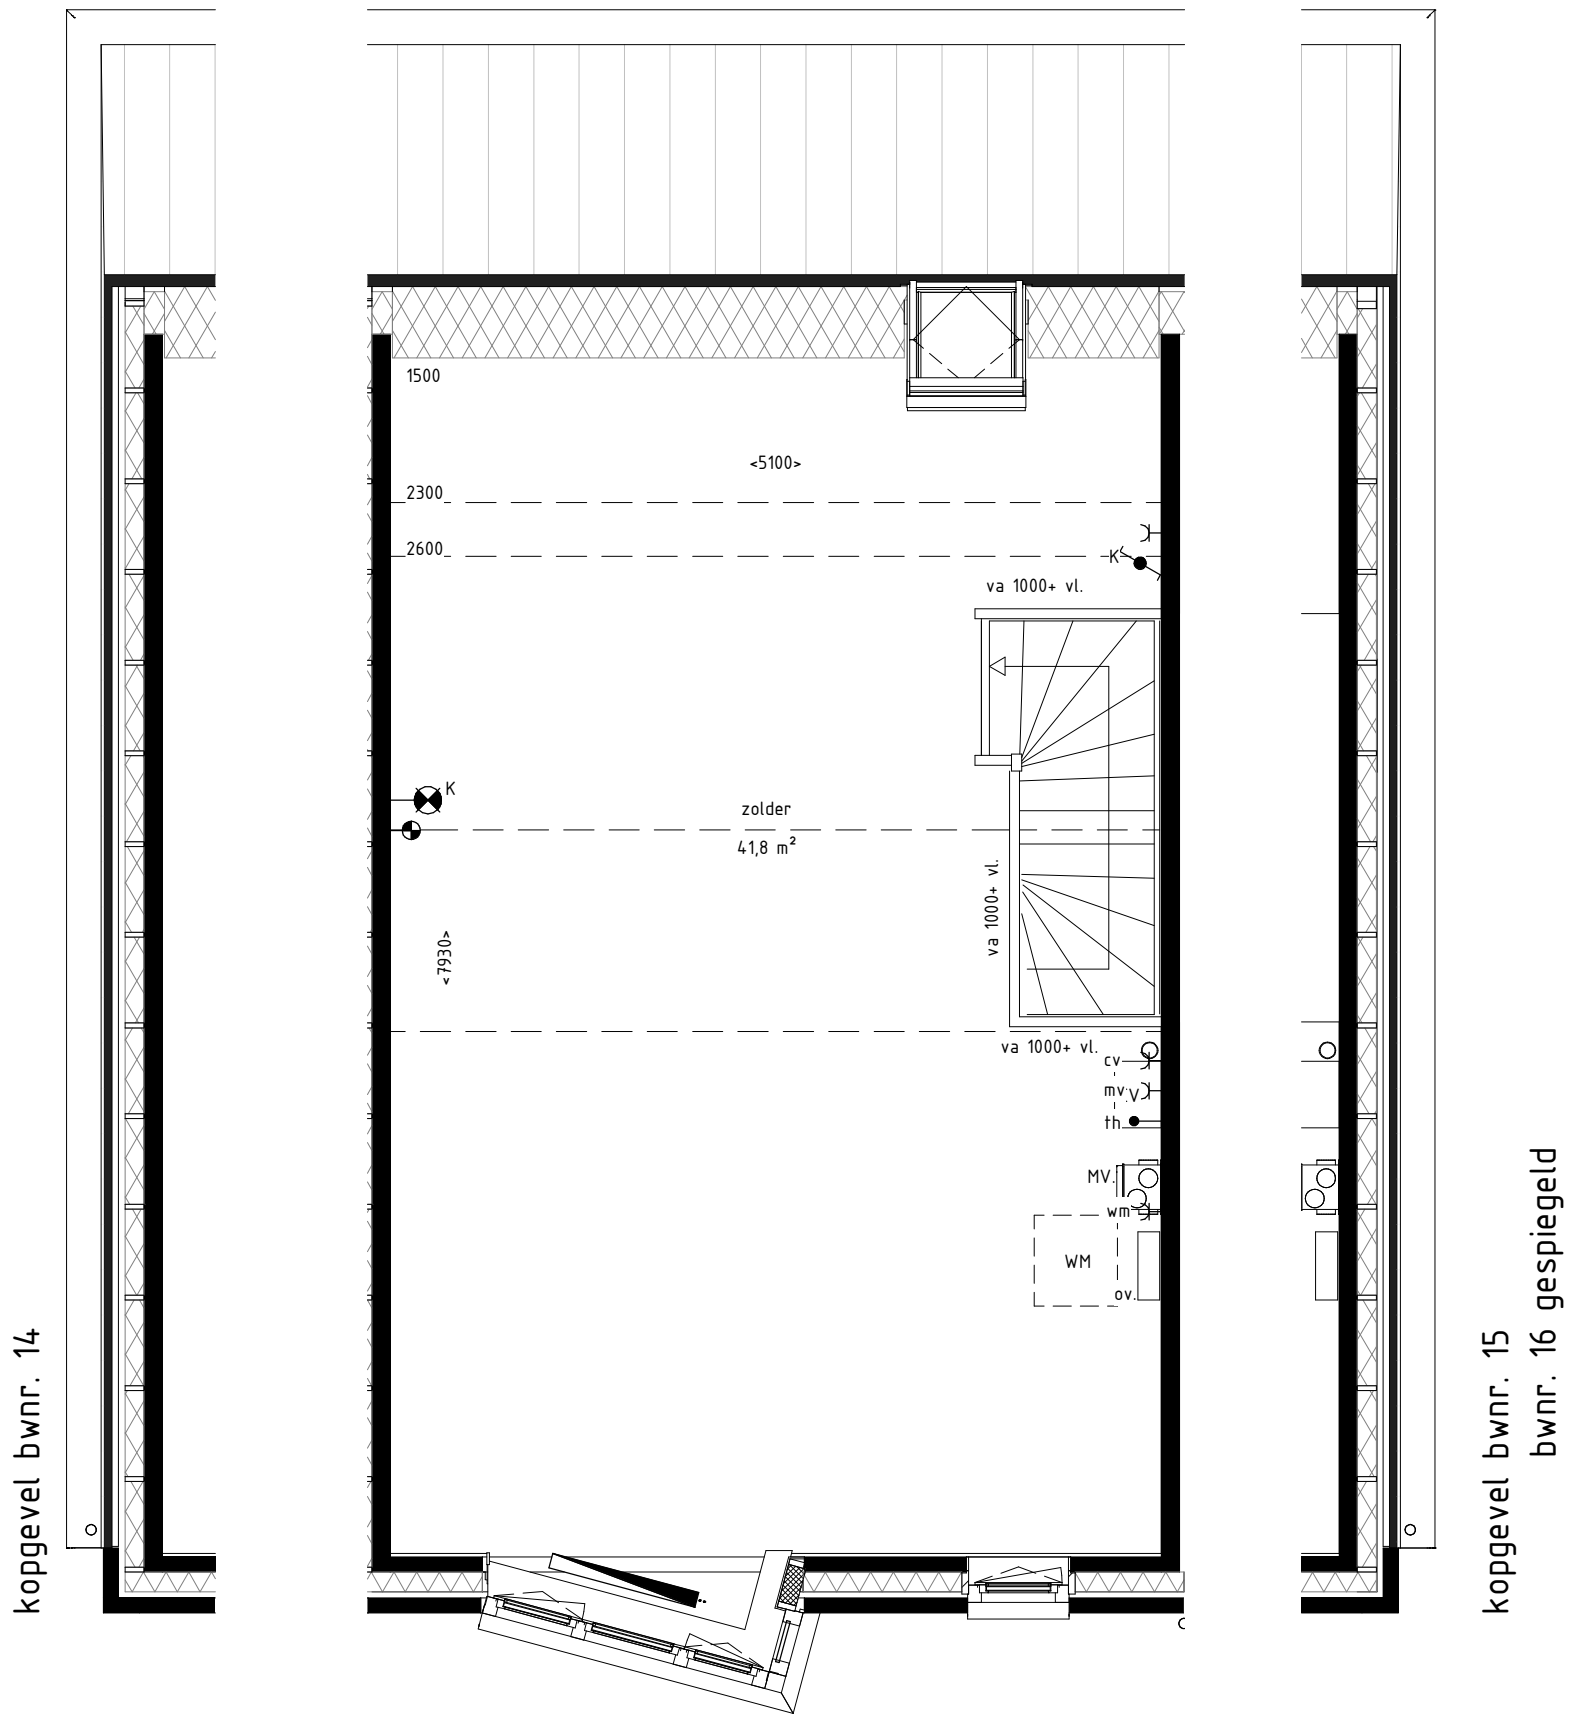 1500
<5100>
2300
2600
K
va 1000+ vl.
K
zolder
41,8 m²
va 1000+ vl.
<7930>
va 1000+ vl.
cv
mv
V
th
MV.
wm
WM
ov.
kopgevel bwnr. 14
kopgevel bwnr. 15
bwnr. 16 gespiegeld